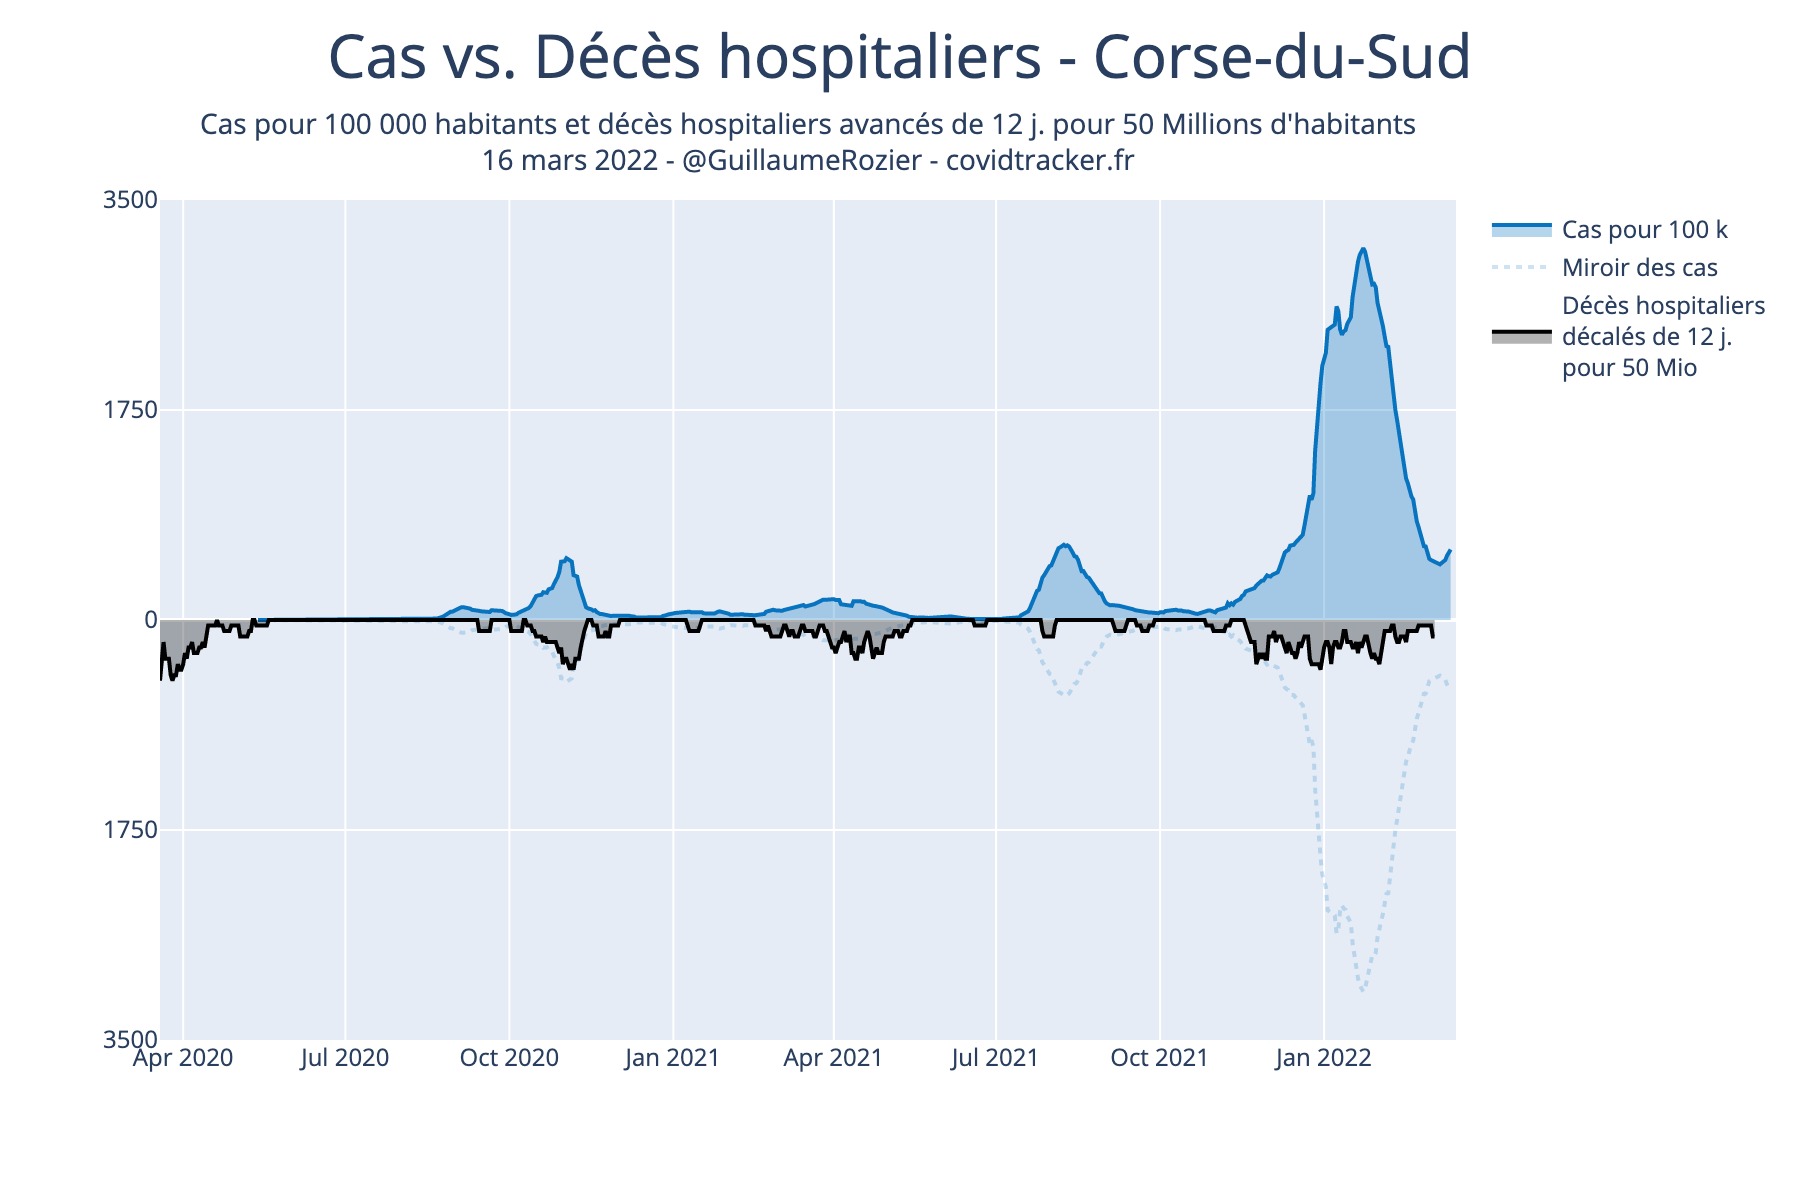 Cas vs. Décès hospitaliers - Corse-du-Sud
Cas pour 100 000 habitants et décès hospitaliers avancés de 12 j. pour 50 Millions d'habitants
16 mars 2022 - @GuillaumeRozier - covidtracker.fr
3500
1750
0
1750
3500
Apr 2020
Jul 2020
Oct 2020
Jan 2021
Apr 2021
Jul 2021
Oct 2021
Jan 2022
Cas pour 100 k
Miroir des cas
Décès hospitaliers
décalés de 12 j.
pour 50 Mio